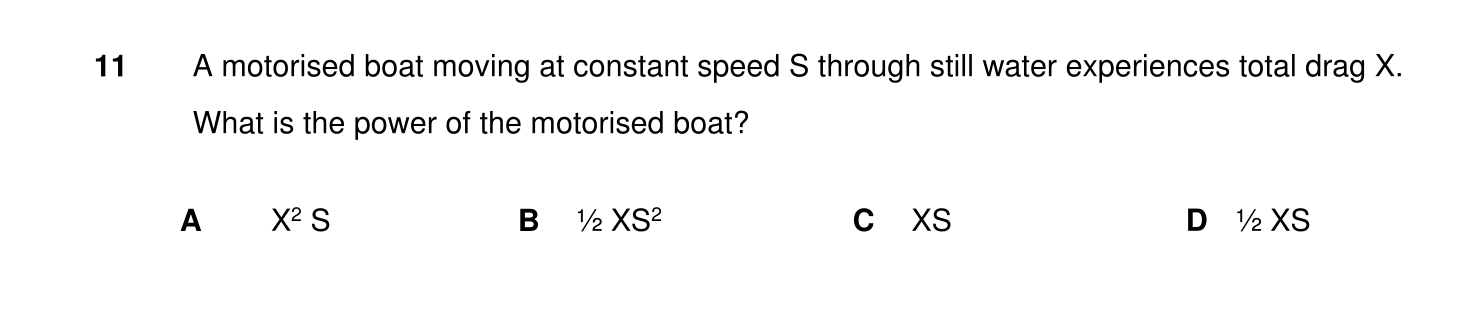 11 A motorised boat moving at constant speed S through still water experiences total drag X.
What is the power of the motorised boat?
A X² S B ½ XS² C XS D ½ XS